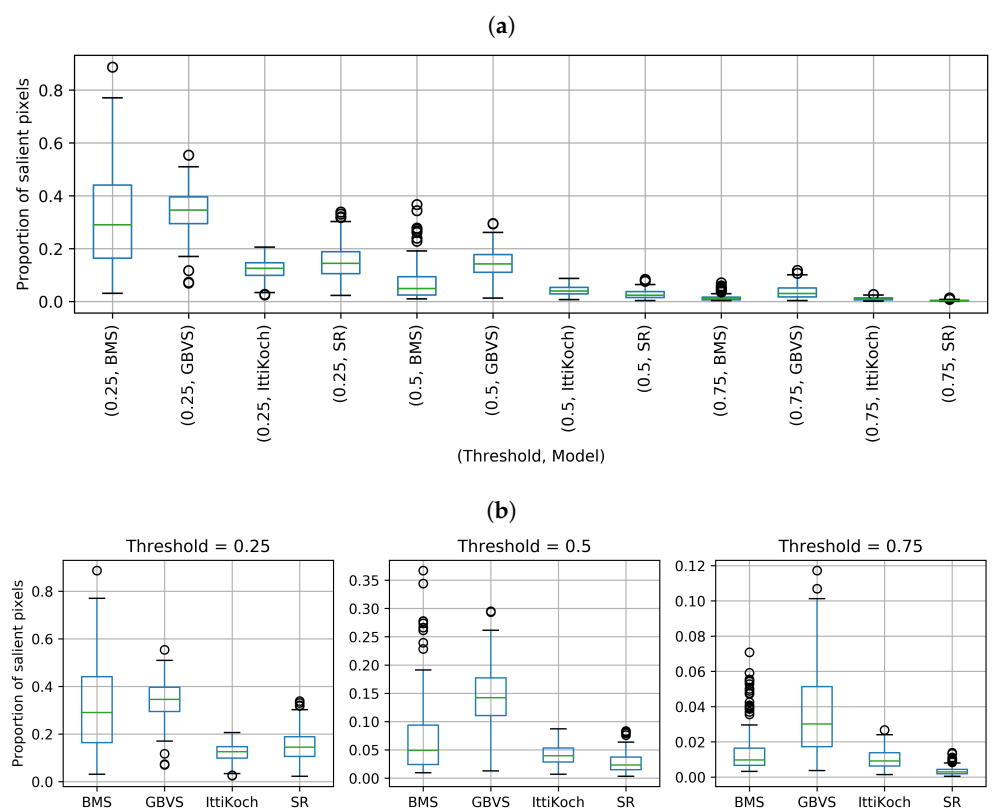 (a)
Proportion of salient pixels
0.8
0.6
0.4
0.2
0.0
(0.25, BMS)
(0.25, GBVS)
(0.25, IttiKoch)
(0.25, SR)
(0.5, BMS)
(0.5, GBVS)
(0.5, IttiKoch)
(0.5, SR)
(0.75, BMS)
(0.75, GBVS)
(0.75, IttiKoch)
(0.75, SR)
(Threshold, Model)
(b)
Threshold = 0.25
Proportion of salient pixels
0.8
0.6
0.4
0.2
0.0
BMS GBVS IttiKoch SR
Threshold = 0.5
0.35
0.30
0.25
0.20
0.15
0.10
0.05
0.00
BMS GBVS IttiKoch SR
Threshold = 0.75
0.12
0.10
0.08
0.06
0.04
0.02
0.00
BMS GBVS IttiKoch SR